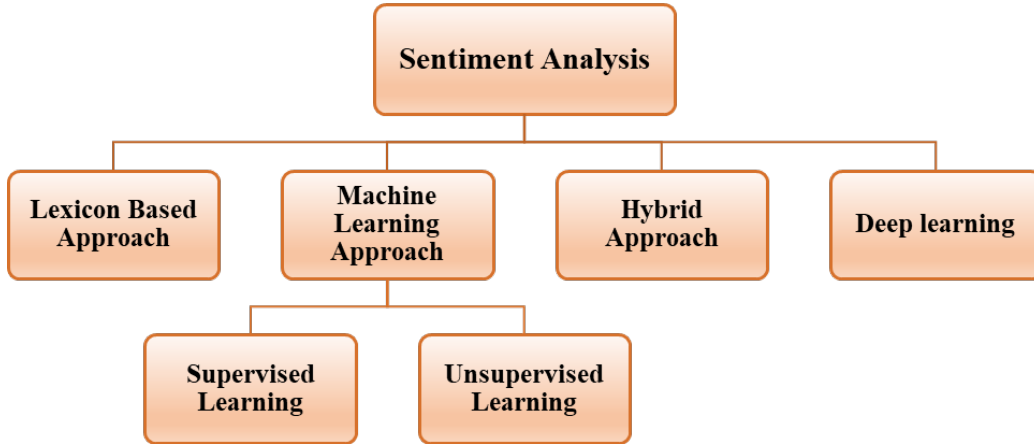 Sentiment Analysis
Lexicon Based
Approach
Machine
Learning
Approach
Hybrid
Approach
Deep learning
Supervised
Learning
Unsupervised
Learning